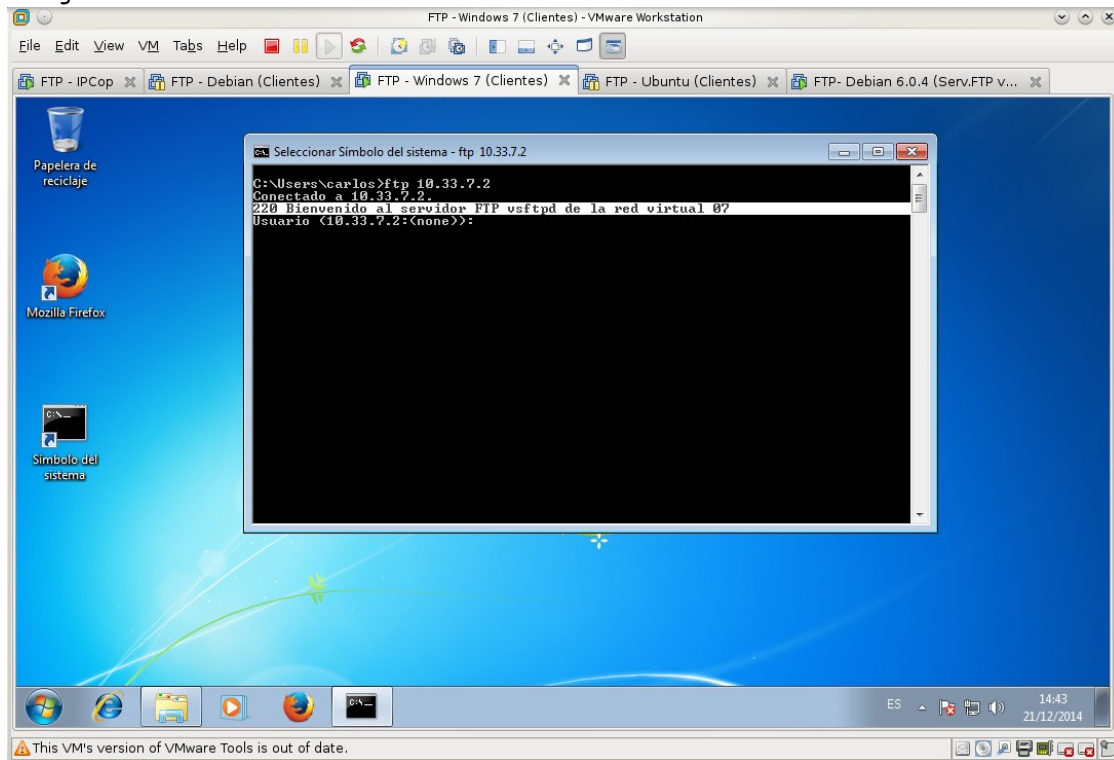 FTP - Windows 7 (Clientes) - VMware Workstation
File Edit View VM Tabs Help
FTP - IPCop
FTP - Debian (Clientes)
FTP - Windows 7 (Clientes)
FTP - Ubuntu (Clientes)
FTP- Debian 6.0.4 (Serv.FTP v...
Papelera de
reciclaje
Mozilla Firefox
C:\_
Símbolo del
sistema
Seleccionar Símbolo del sistema - ftp 10.33.7.2
C:\Users\carlos>ftp 10.33.7.2
Conectado a 10.33.7.2.
220 Bienvenido al servidor FTP vsftpd de la red virtual 07
Usuario (10.33.7.2:(none)):
ES
14:43
21/12/2014
This VM's version of VMware Tools is out of date.